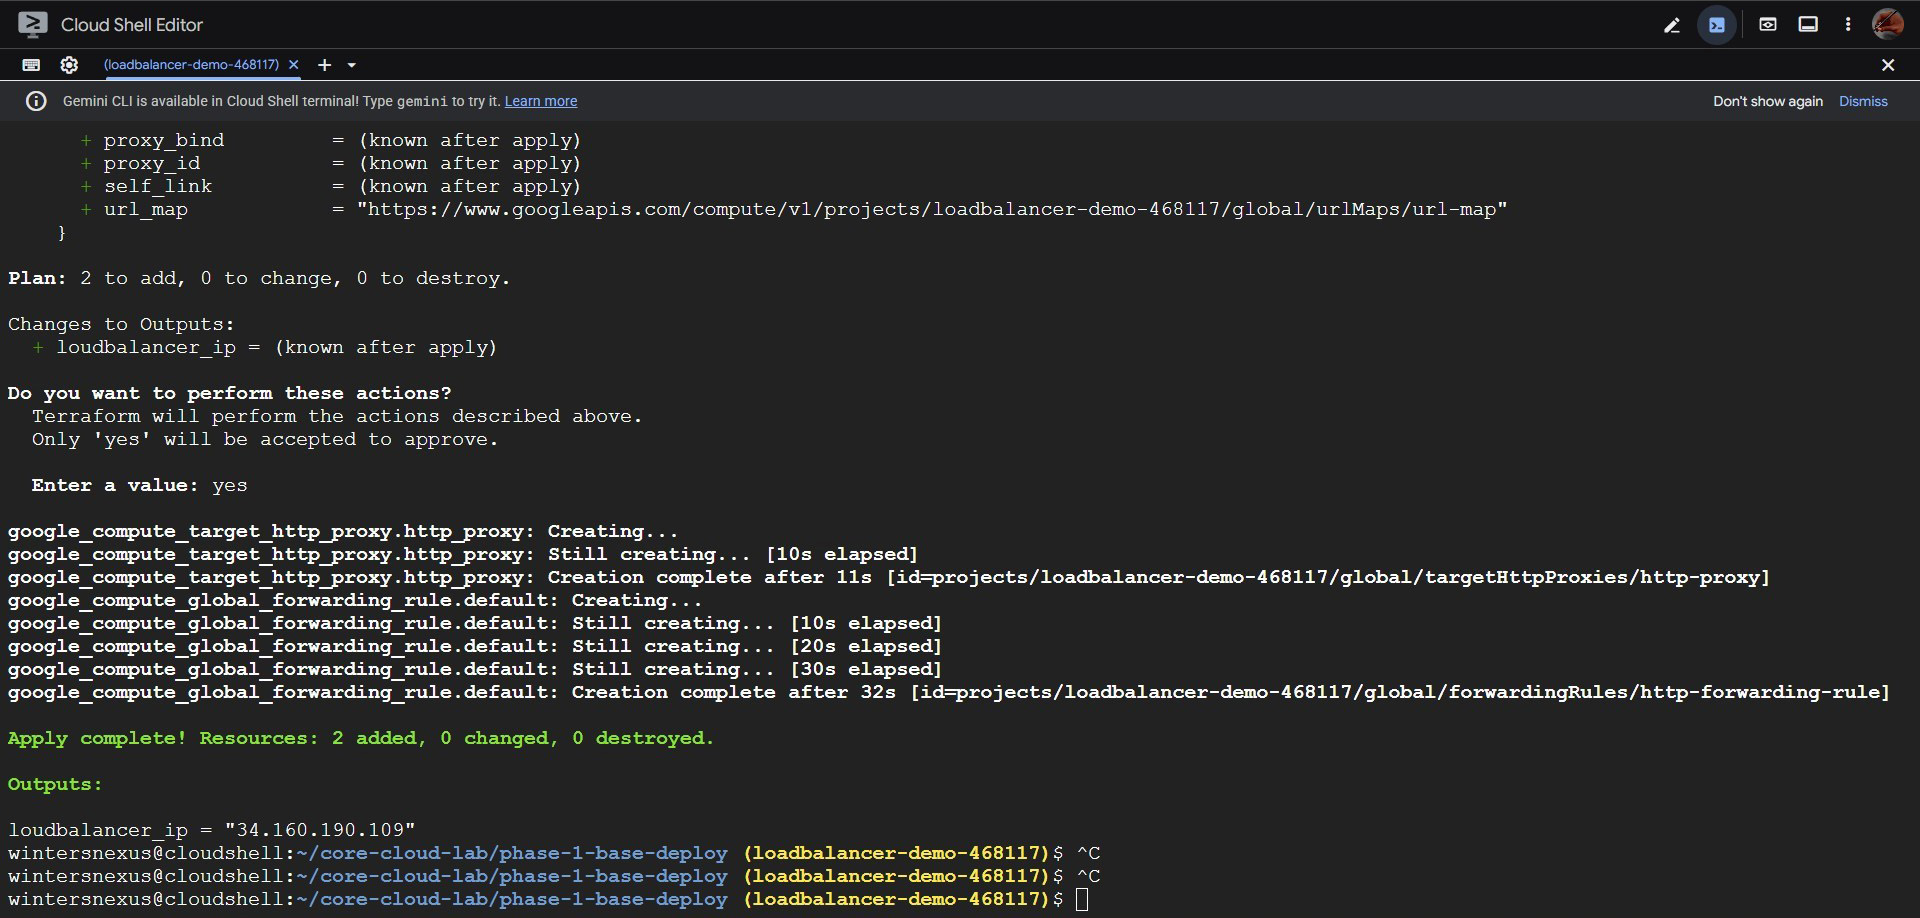 Cloud Shell Editor
(loadbalancer-demo-468117)
Gemini CLI is available in Cloud Shell terminal! Type gemini to try it. Learn more Don't show again Dismiss
+ proxy_bind = (known after apply)
+ proxy_id = (known after apply)
+ self_link = (known after apply)
+ url_map = "https://www.googleapis.com/compute/v1/projects/loadbalancer-demo-468117/global/urlMaps/url-map"
}
Plan: 2 to add, 0 to change, 0 to destroy.
Changes to Outputs:
+ loudbalancer_ip = (known after apply)
Do you want to perform these actions?
Terraform will perform the actions described above.
Only 'yes' will be accepted to approve.
Enter a value: yes
google_compute_target_http_proxy.http_proxy: Creating...
google_compute_target_http_proxy.http_proxy: Still creating... [10s elapsed]
google_compute_target_http_proxy.http_proxy: Creation complete after 11s [id=projects/loadbalancer-demo-468117/global/targetHttpProxies/http-proxy]
google_compute_global_forwarding_rule.default: Creating...
google_compute_global_forwarding_rule.default: Still creating... [10s elapsed]
google_compute_global_forwarding_rule.default: Still creating... [20s elapsed]
google_compute_global_forwarding_rule.default: Still creating... [30s elapsed]
google_compute_global_forwarding_rule.default: Creation complete after 32s [id=projects/loadbalancer-demo-468117/global/forwardingRules/http-forwarding-rule]
Apply complete! Resources: 2 added, 0 changed, 0 destroyed.
Outputs:
loudbalancer_ip = "34.160.190.109"
wintersnexus@cloudshell:~/core-cloud-lab/phase-1-base-deploy (loadbalancer-demo-468117)$ ^C
wintersnexus@cloudshell:~/core-cloud-lab/phase-1-base-deploy (loadbalancer-demo-468117)$ ^C
wintersnexus@cloudshell:~/core-cloud-lab/phase-1-base-deploy (loadbalancer-demo-468117)$